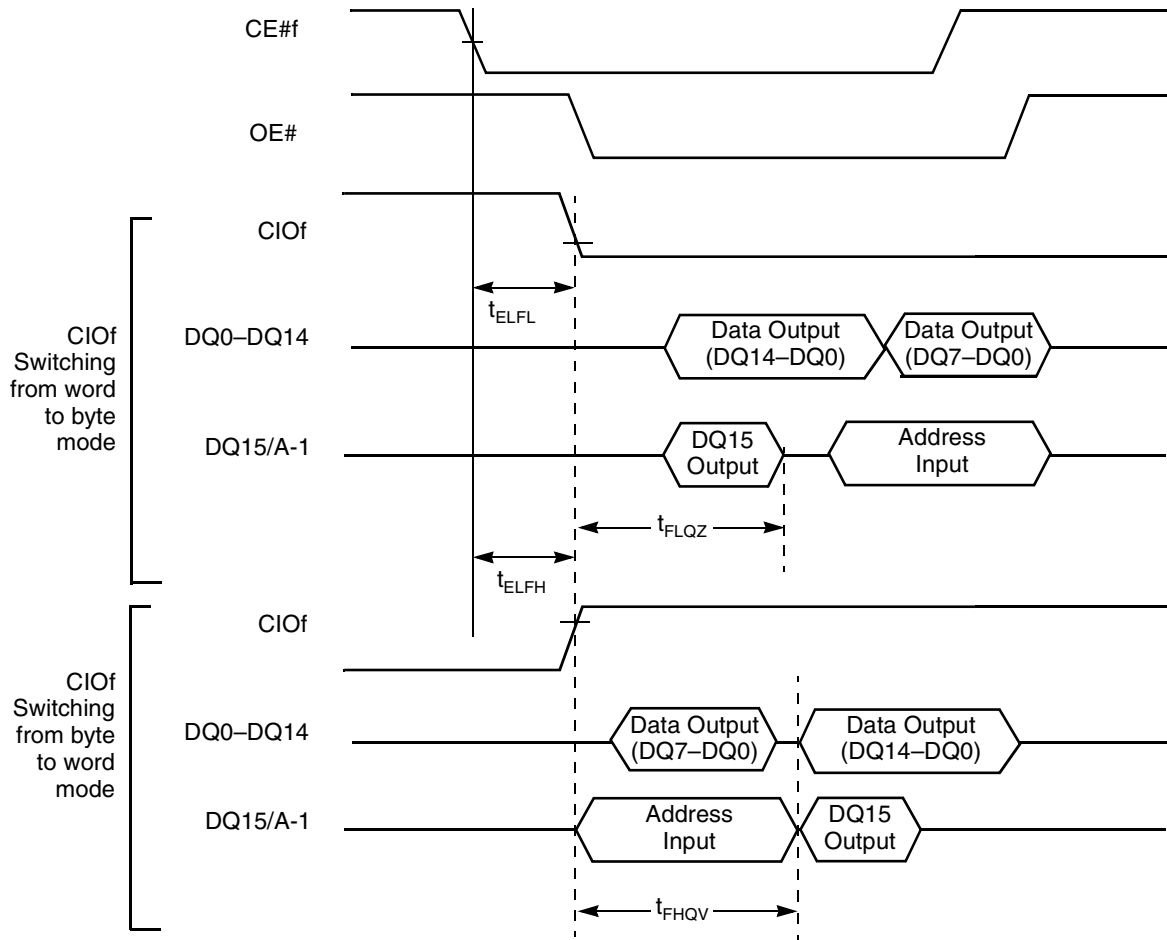 CE#f
OE#
CIOf
tELFL
CIOf
Switching
from word
to byte
mode
DQ0–DQ14
Data Output
(DQ14–DQ0)
Data Output
(DQ7–DQ0)
DQ15/A-1
DQ15
Output
Address
Input
tFLQZ
tELFH
CIOf
CIOf
Switching
from byte
to word
mode
DQ0–DQ14
Data Output
(DQ7–DQ0)
Data Output
(DQ14–DQ0)
DQ15/A-1
Address
Input
DQ15
Output
tFHQV